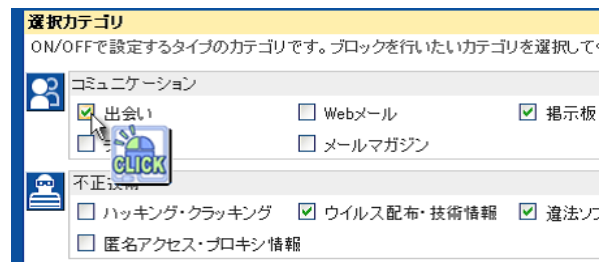 選択カテゴリ
ON/OFFで設定するタイプのカテゴリです。ブロックを行いたいカテゴリを選択して
コミュニケーション
出会い Webメール 掲示板
メールマガジン
CLICK
不正技術
ハッキング・クラッキング ウイルス配布・技術情報 違法ソフ
匿名アクセス・プロキシ情報